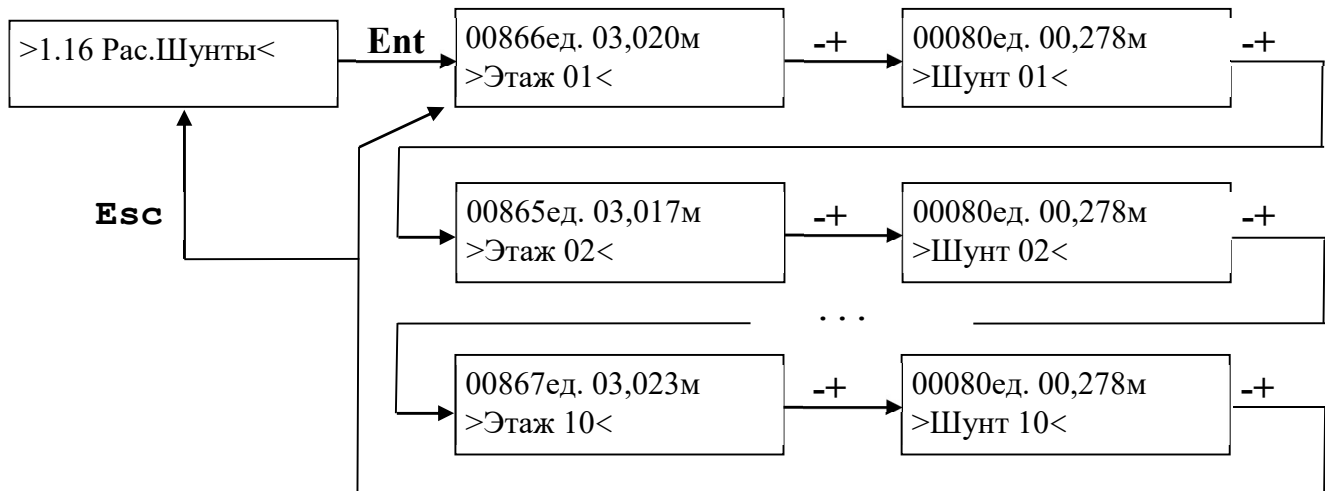 >1.16 Рас.Шунты<
Ent
00866ед. 03,020м
>Этаж 01<
-+
00080ед. 00,278м
>Шунт 01<
-+
Esc
00865ед. 03,017м
>Этаж 02<
-+
00080ед. 00,278м
>Шунт 02<
-+
...
00867ед. 03,023м
>Этаж 10<
-+
00080ед. 00,278м
>Шунт 10<
-+